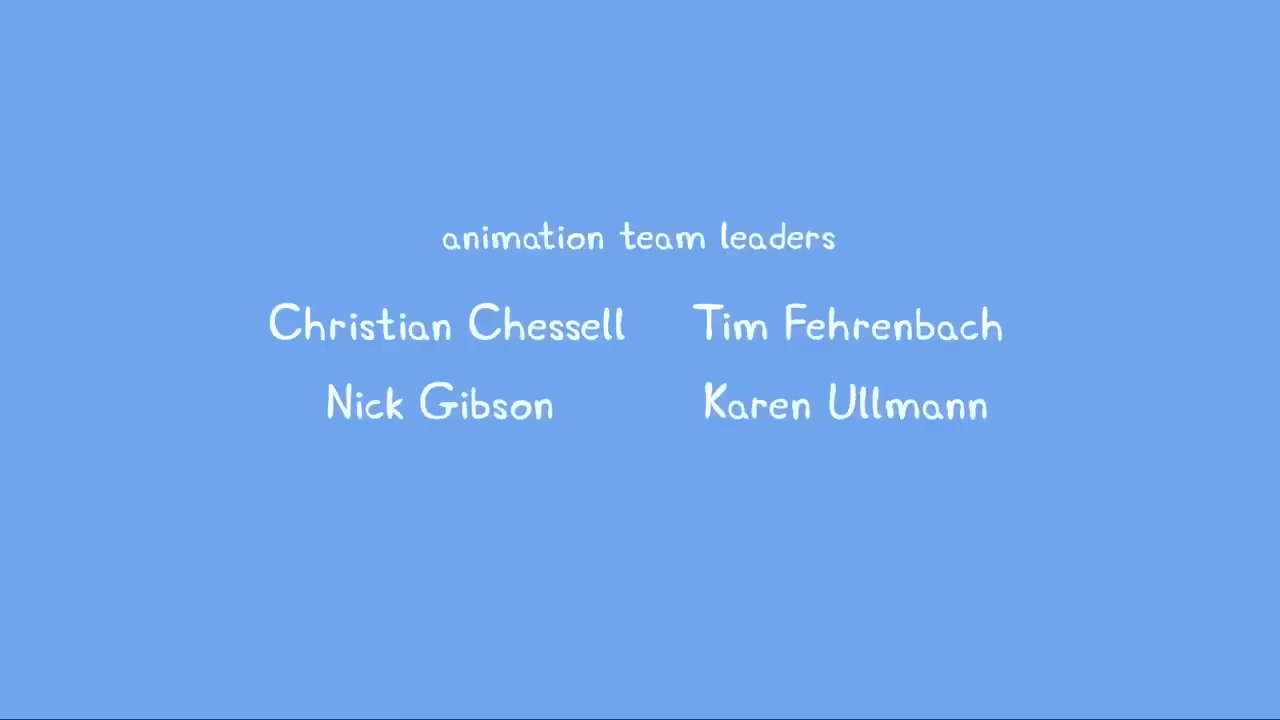 animation team leaders
Christian Chessell Tim Fehrenbach
Nick Gibson Karen Ullmann